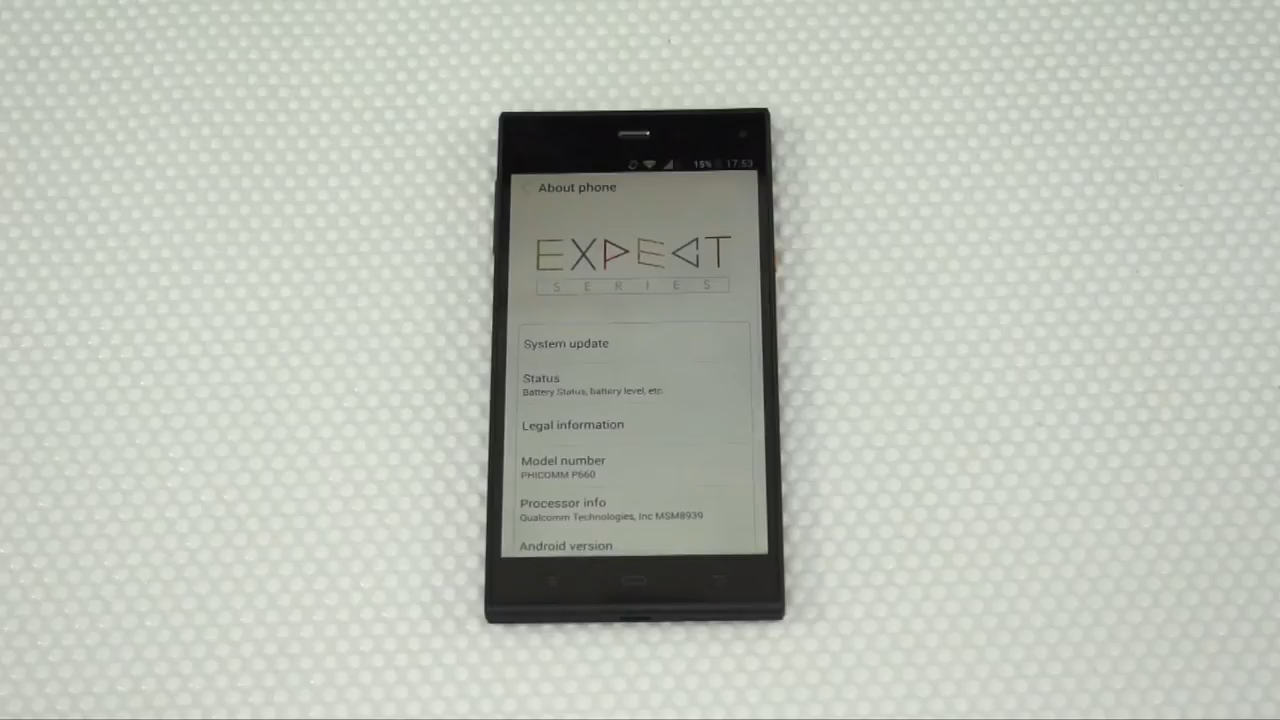 15% 17:53
About phone
EXPECT
SERIES
System update
Status
Battery Status, battery level, etc.
Legal information
Model number
PHICOMM P660
Processor info
Qualcomm Technologies, Inc MSM8939
Android version